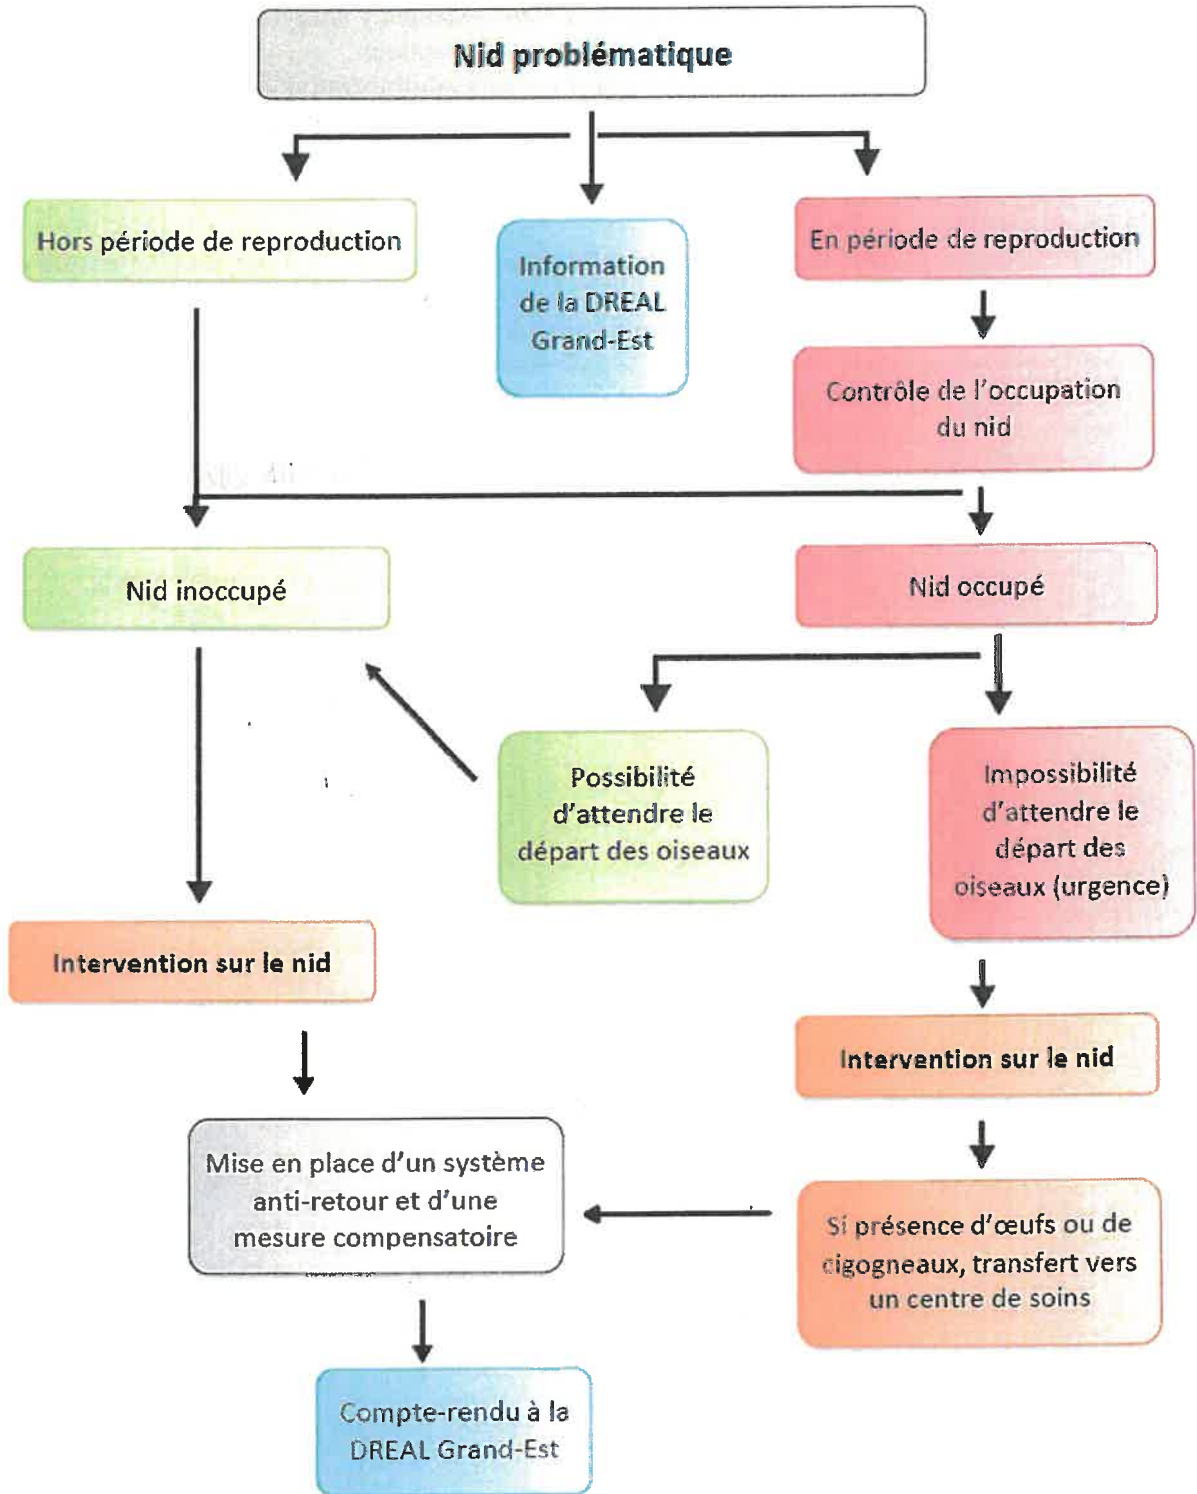 Nid problématique
Hors période de reproduction
Information
de la DREAL
Grand-Est
En période de reproduction
Contrôle de l'occupation
du nid
Nid inoccupé
Nid occupé
Possibilité
d'attendre le
départ des oiseaux
Impossibilité
d'attendre le
départ des
oiseaux (urgence)
Intervention sur le nid
Intervention sur le nid
Mise en place d'un système
anti-retour et d'une
mesure compensatoire
Si présence d'œufs ou de
cigogneaux, transfert vers
un centre de soins
Compte-rendu à la
DREAL Grand-Est